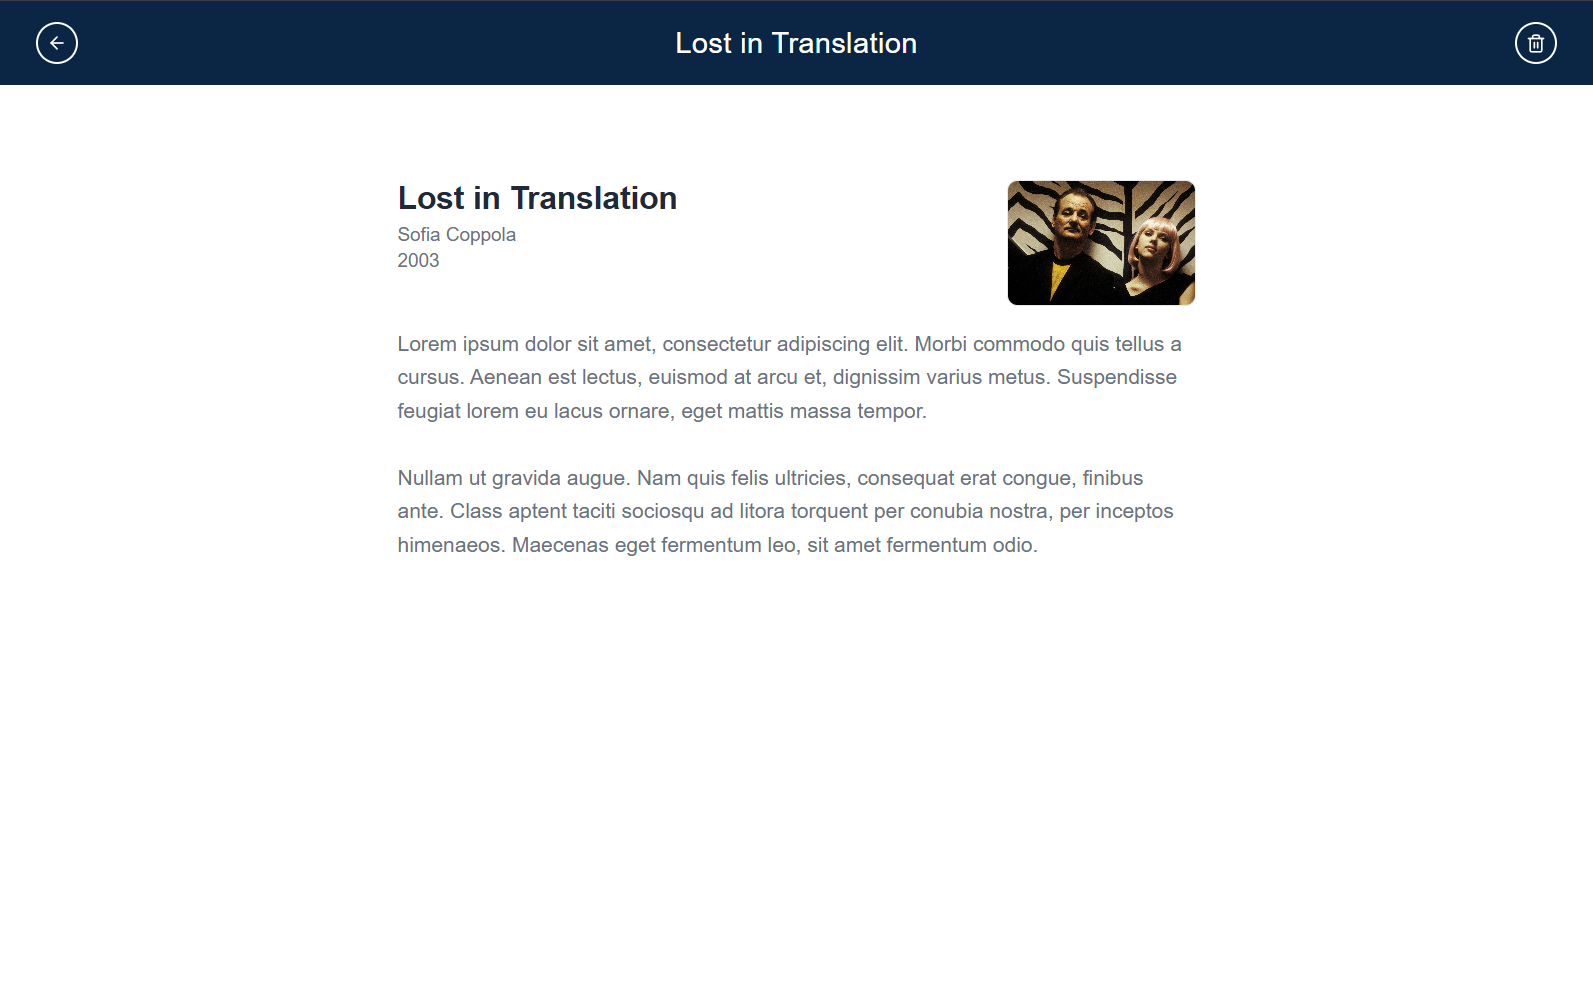 Lost in Translation
Lost in Translation
Sofia Coppola
2003
Lorem ipsum dolor sit amet, consectetur adipiscing elit. Morbi commodo quis tellus a
cursus. Aenean est lectus, euismod at arcu et, dignissim varius metus. Suspendisse
feugiat lorem eu lacus ornare, eget mattis massa tempor.
Nullam ut gravida augue. Nam quis felis ultricies, consequat erat congue, finibus
ante. Class aptent taciti sociosqu ad litora torquent per conubia nostra, per inceptos
himenaeos. Maecenas eget fermentum leo, sit amet fermentum odio.